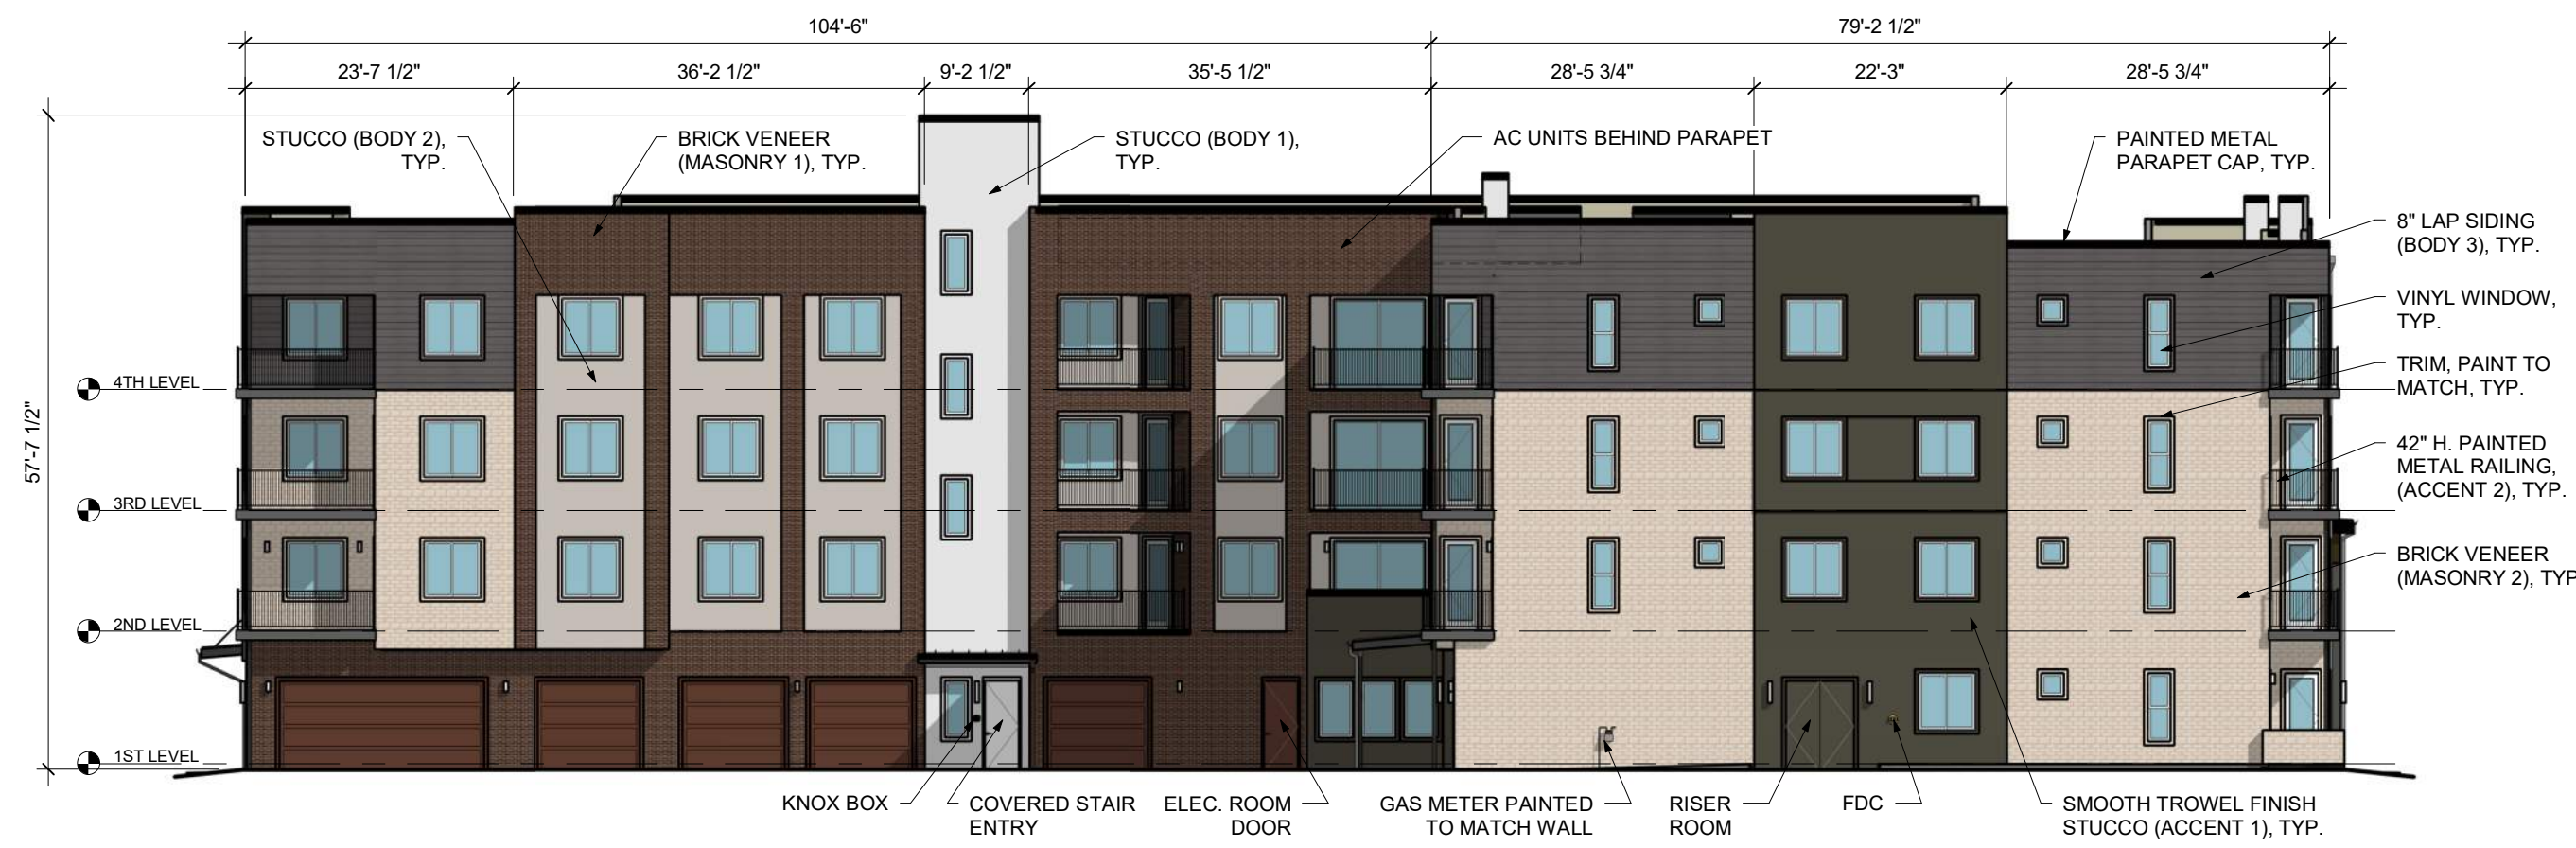 104'-6"
79'-2 1/2"
23'-7 1/2"
36'-2 1/2"
9'-2 1/2"
35'-5 1/2"
28'-5 3/4"
22'-3"
28'-5 3/4"
STUCCO (BODY 2),
TYP.
BRICK VENEER
(MASONRY 1), TYP.
STUCCO (BODY 1),
TYP.
AC UNITS BEHIND PARAPET
PAINTED METAL
PARAPET CAP, TYP.
8" LAP SIDING
(BODY 3), TYP.
VINYL WINDOW,
TYP.
TRIM, PAINT TO
MATCH, TYP.
42" H. PAINTED
METAL RAILING,
(ACCENT 2), TYP.
BRICK VENEER
(MASONRY 2), TYP
57'-7 1/2"
4TH LEVEL
3RD LEVEL
2ND LEVEL
1ST LEVEL
KNOX BOX
COVERED STAIR
ENTRY
ELEC. ROOM
DOOR
GAS METER PAINTED
TO MATCH WALL
RISER
ROOM
FDC
SMOOTH TROWEL FINISH
STUCCO (ACCENT 1), TYP.